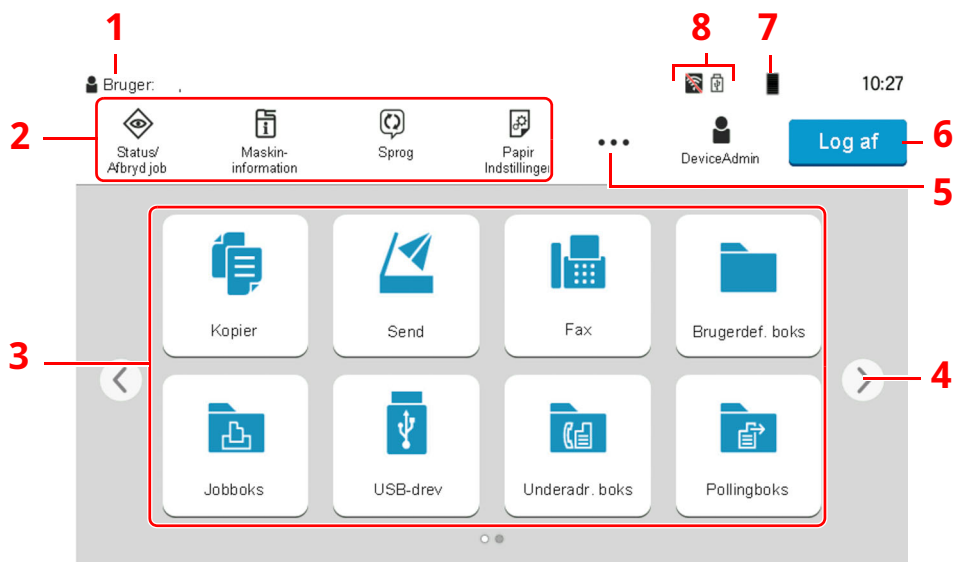 8
7
1
Bruger: ,
10:27
2
Status/
Afbryd job
Maskin-
information
Sprog
Papir
Indstillinger
DeviceAdmin
Log af
6
5
Kopier
Send
Fax
Brugerdef. boks
3
4
Jobboks
USB-drev
Underadr. boks
Pollingboks